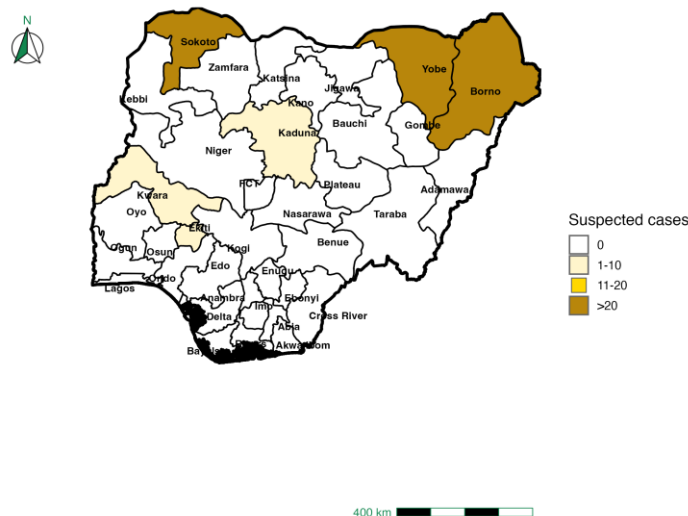 N
Sokoto
Zamfara
Katsina
Yobe
Jigawa
Borno
Kebbi
Kano
Bauchi
Gombe
Kaduna
Niger
FCT
Plateau
Adamawa
Kwara
Nasarawa
Taraba
Oyo
Ekiti
Benue
Ogun
Osun
Kogi
Edo
Enugu
Ondo
Lagos
Anambra
Ebonyi
Imo
Delta
Cross River
Abia
Rivers
Bayelsa
Akwa Ibom
Suspected cases
0
1-10
11-20
>20
400 km